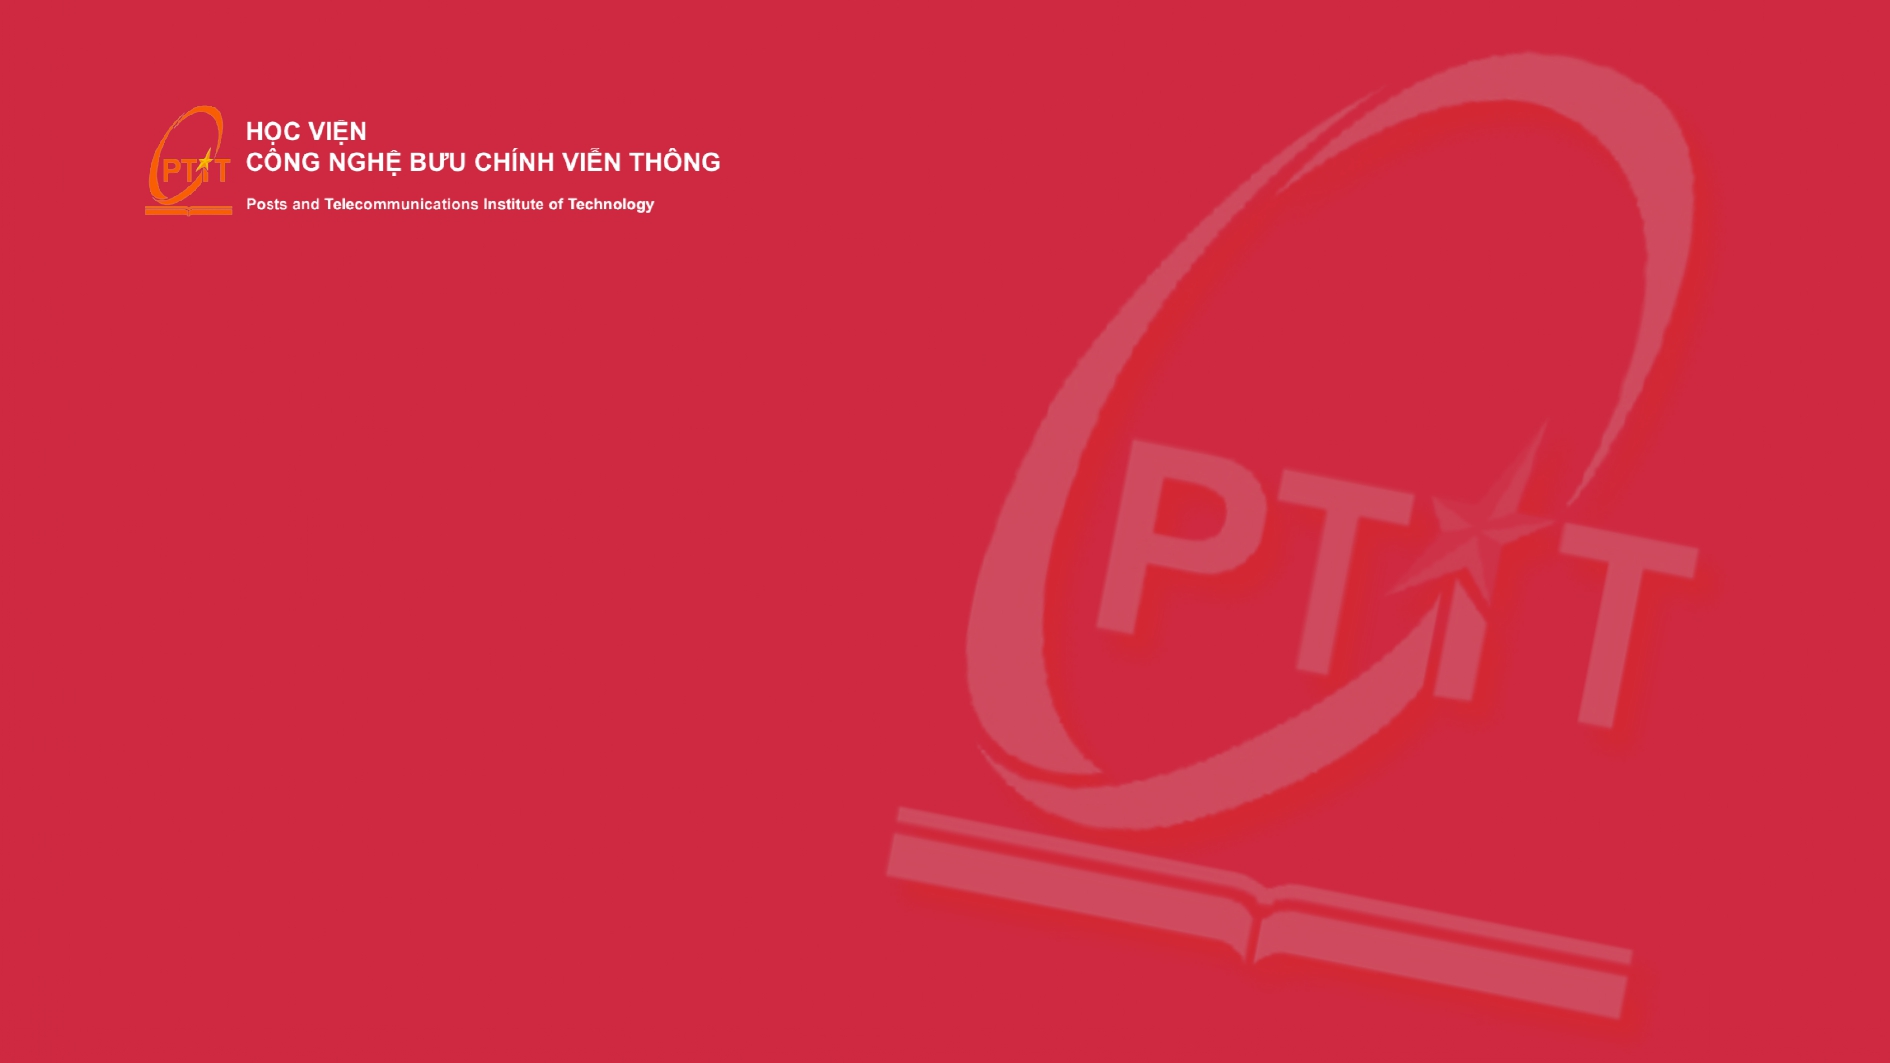 HỌC VIỆN
CÔNG NGHỆ BƯU CHÍNH VIỄN THÔNG
Posts and Telecommunications Institute of Technology
PTIT
PTIT